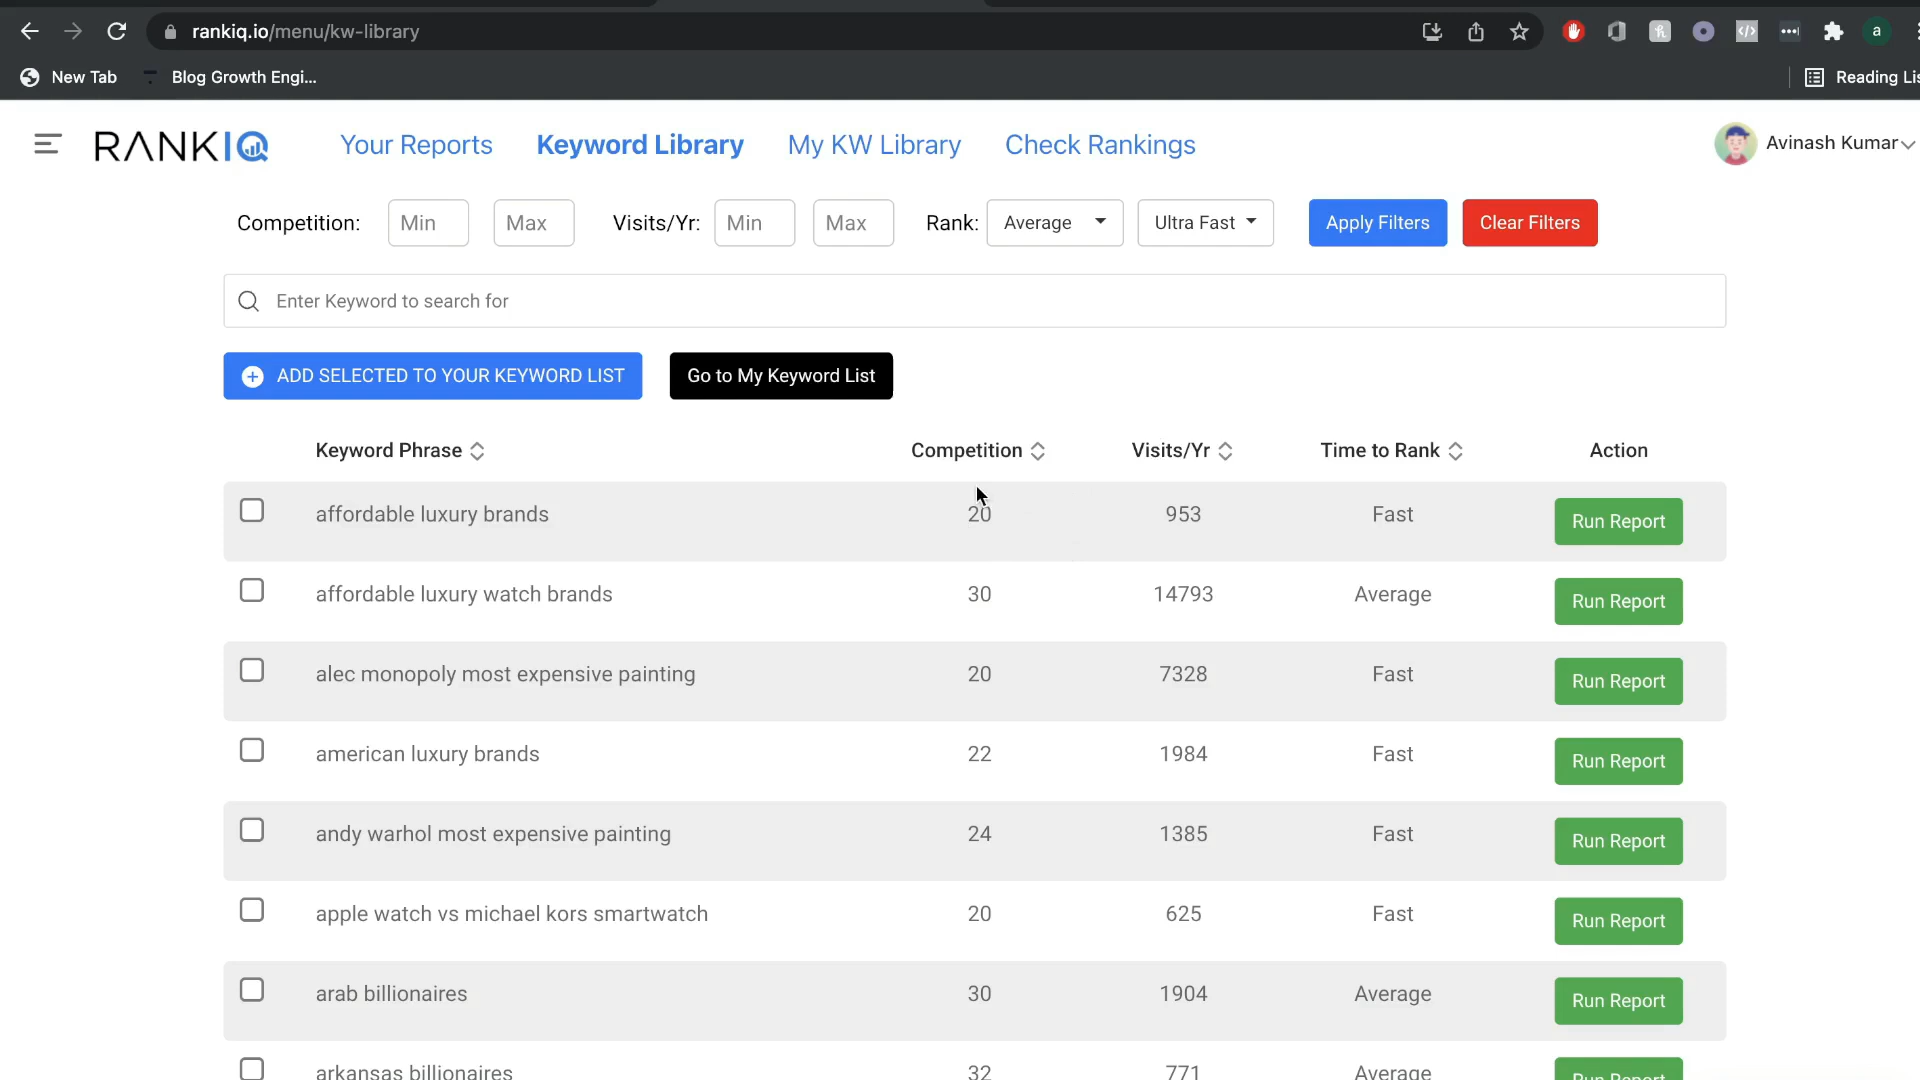 rankiq.io/menu/kw-library
a
New Tab
Blog Growth Engi...
Reading Lis
RANKIQ
Your Reports
Keyword Library
My KW Library
Check Rankings
Avinash Kumar
Competition:
Min
Max
Visits/Yr:
Min
Max
Rank:
Average
Ultra Fast
Apply Filters
Clear Filters
Enter Keyword to search for
ADD SELECTED TO YOUR KEYWORD LIST
Go to My Keyword List
Keyword Phrase Competition Visits/Yr Time to Rank Action
affordable luxury brands 20 953 Fast Run Report
affordable luxury watch brands 30 14793 Average Run Report
alec monopoly most expensive painting 20 7328 Fast Run Report
american luxury brands 22 1984 Fast Run Report
andy warhol most expensive painting 24 1385 Fast Run Report
apple watch vs michael kors smartwatch 20 625 Fast Run Report
arab billionaires 30 1904 Average Run Report
arkansas billionaires 32 771 Average Run Report